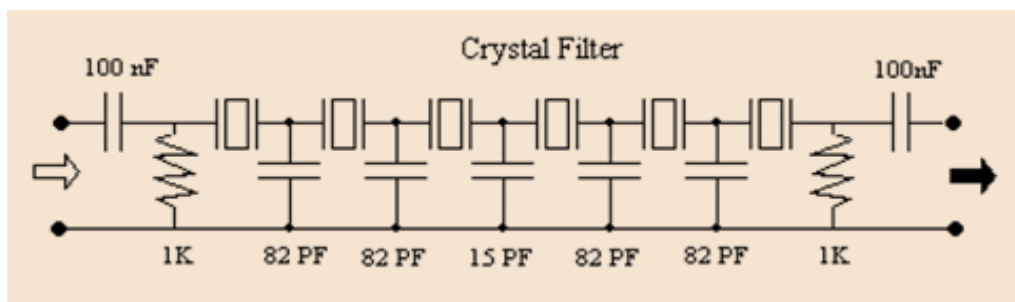 Crystal Filter
100 nF
100nF
1K 82 PF 82 PF 15 PF 82 PF 82 PF 1K